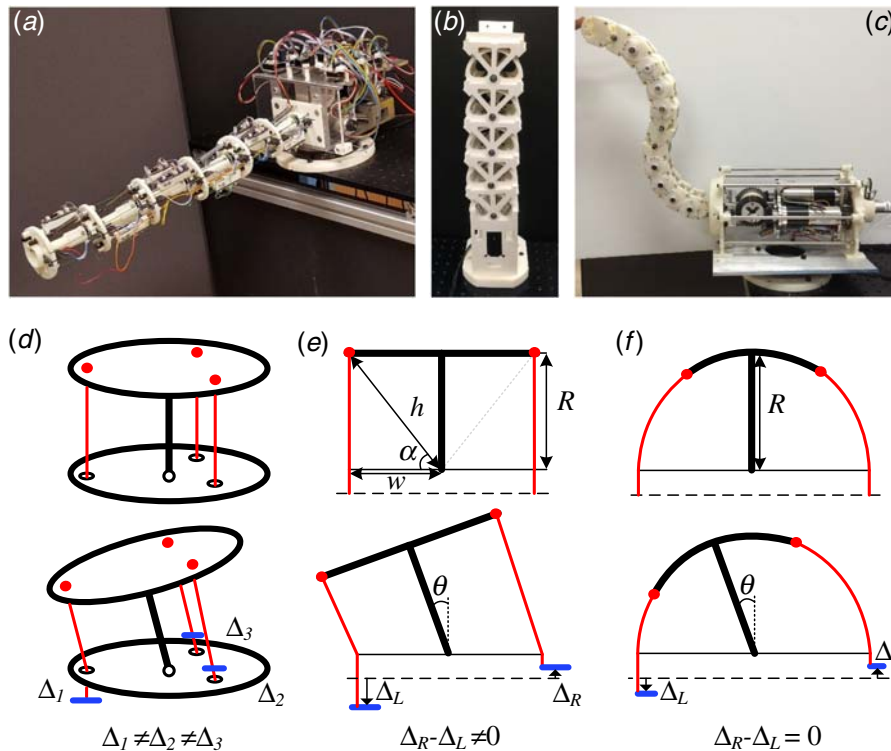 (a)
(b)
(c)
(d)
(e)
(f)
h
R
α
w
R
θ
θ
Δ3
Δ1
Δ2
ΔL
ΔR
ΔL
Δ
Δ1 ≠Δ2 ≠Δ3
ΔR-ΔL ≠0
ΔR-ΔL = 0